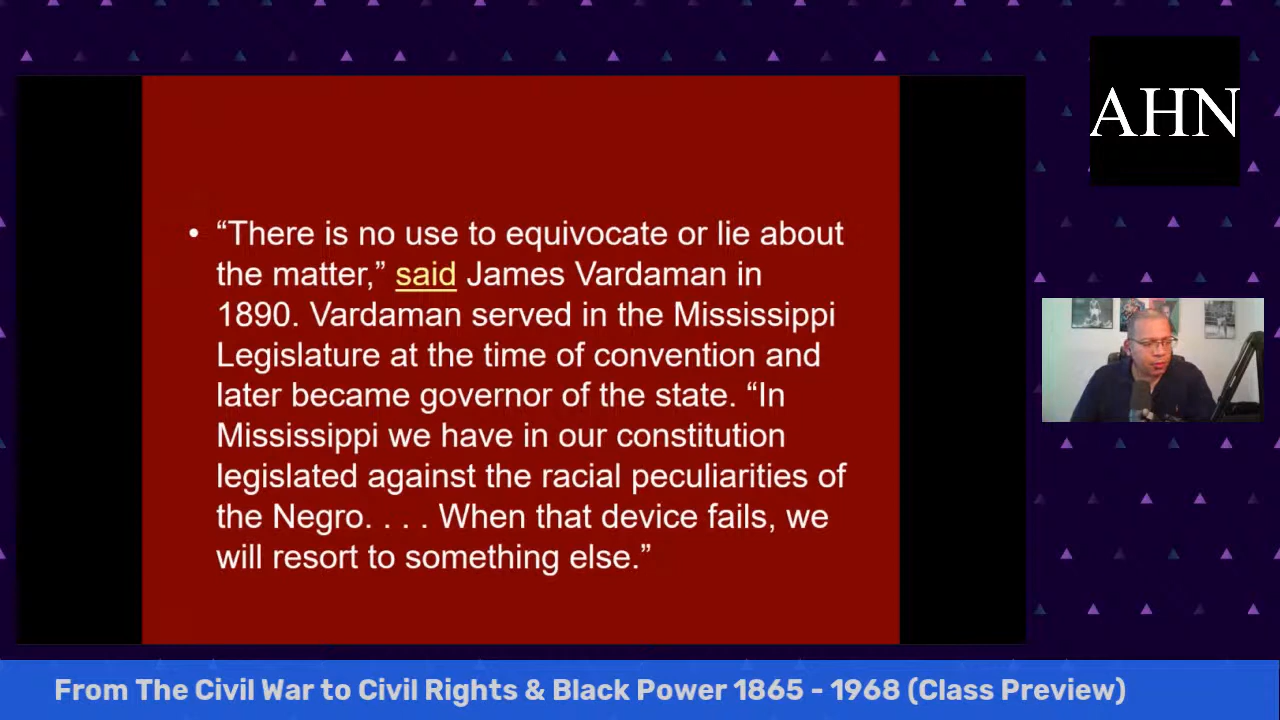 AHN
• “There is no use to equivocate or lie about
the matter,” said James Vardaman in
1890. Vardaman served in the Mississippi
Legislature at the time of convention and
later became governor of the state. “In
Mississippi we have in our constitution
legislated against the racial peculiarities of
the Negro. . . . When that device fails, we
will resort to something else.”
From The Civil War to Civil Rights & Black Power 1865 - 1968 (Class Preview)